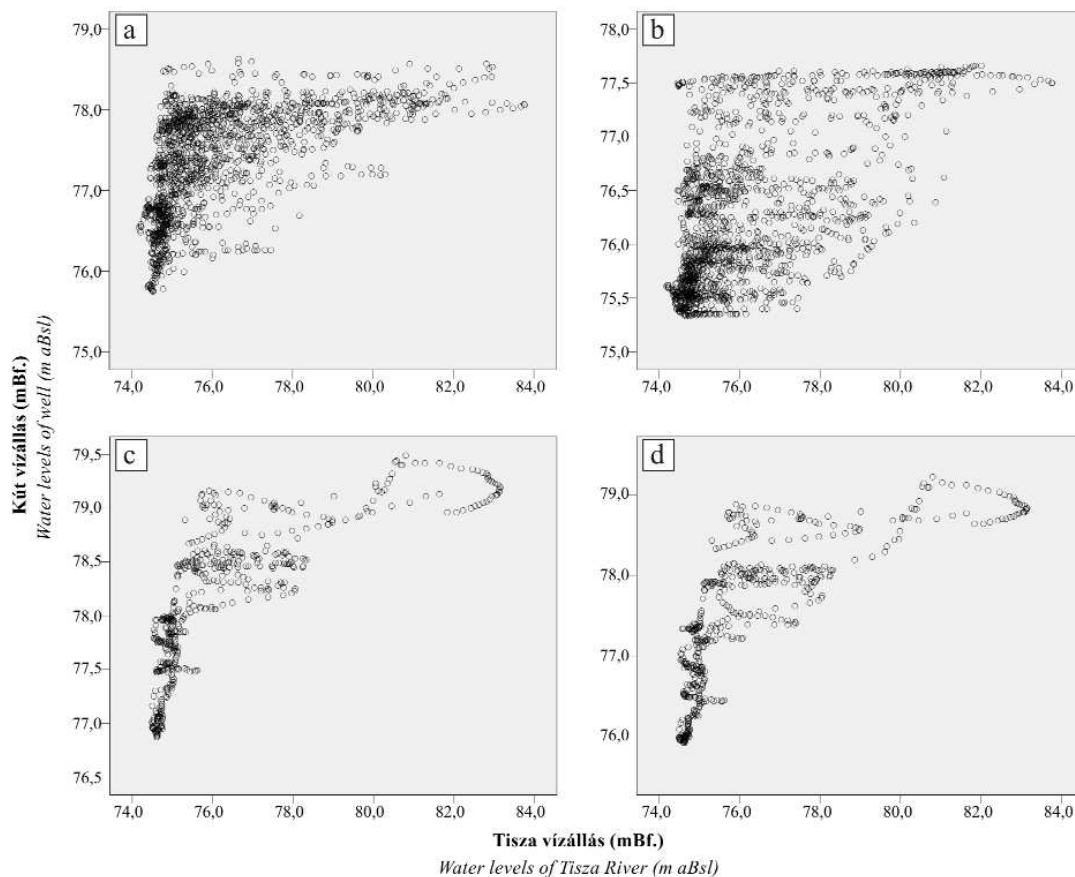 a
79,0
78,0
77,0
76,0
75,0
74,0 76,0 78,0 80,0 82,0 84,0
b
78,0
77,5
77,0
76,5
76,0
75,5
75,0
74,0 76,0 78,0 80,0 82,0 84,0
c
79,5
79,0
78,5
78,0
77,5
77,0
76,5
74,0 76,0 78,0 80,0 82,0 84,0
d
79,0
78,0
77,0
76,0
74,0 76,0 78,0 80,0 82,0 84,0
Kút vízállás (mBf.)
Water levels of well (m aBsl)
Tisza vízállás (mBf.)
Water levels of Tisza River (m aBsl)